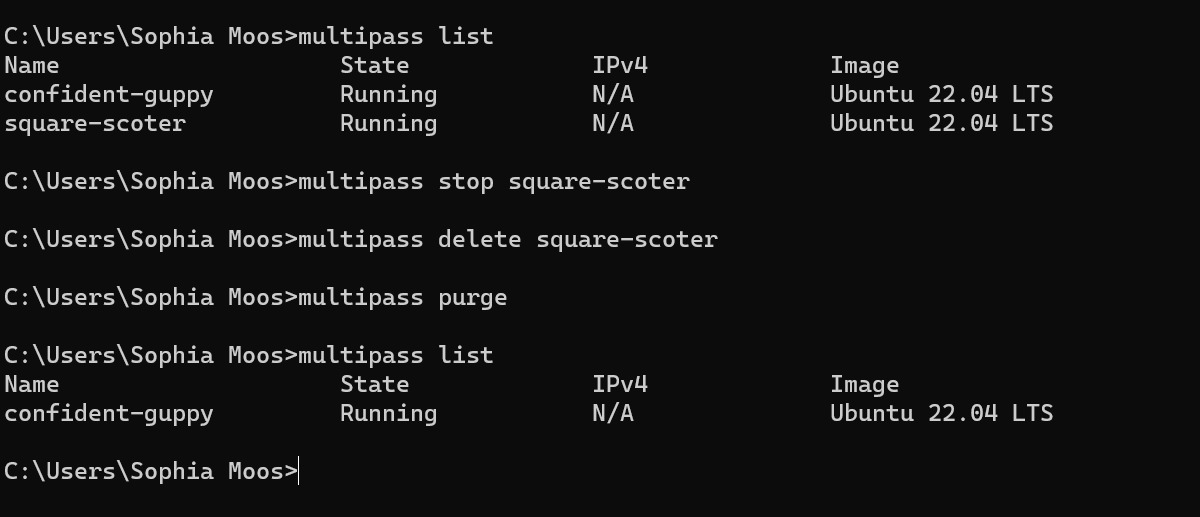 C:\Users\Sophia Moos>multipass list
Name                    State             IPv4             Image
confident-guppy         Running           N/A              Ubuntu 22.04 LTS
square-scoter           Running           N/A              Ubuntu 22.04 LTS
C:\Users\Sophia Moos>multipass stop square-scoter
C:\Users\Sophia Moos>multipass delete square-scoter
C:\Users\Sophia Moos>multipass purge
C:\Users\Sophia Moos>multipass list
Name                    State             IPv4             Image
confident-guppy         Running           N/A              Ubuntu 22.04 LTS
C:\Users\Sophia Moos>